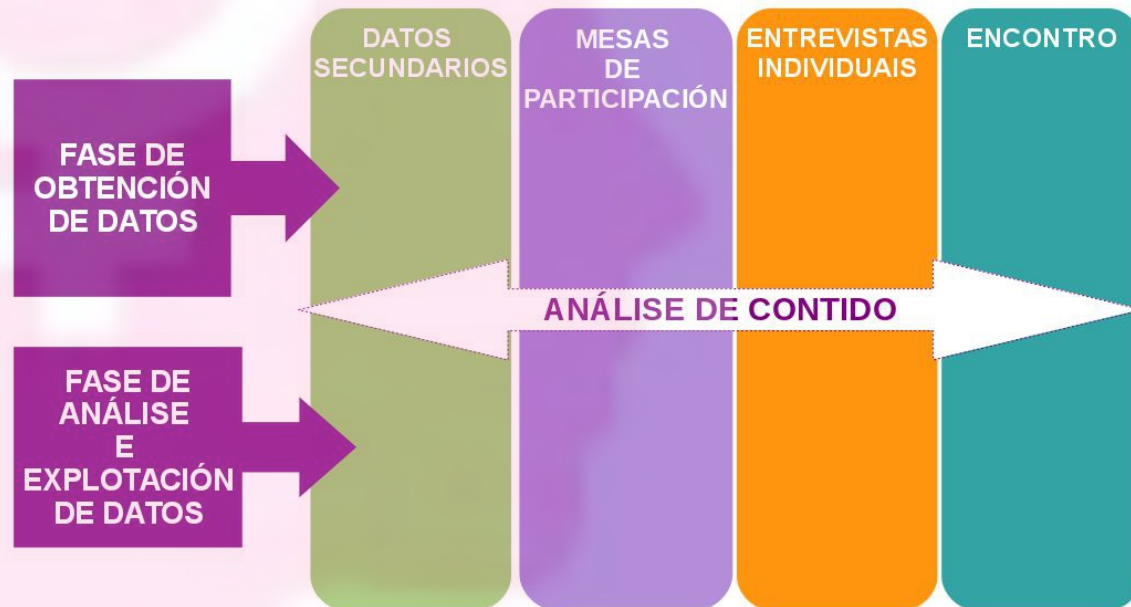 DATOS
SECUNDARIOS
MESAS
DE
PARTICIPACIÓN
ENTREVISTAS
INDIVIDUAIS
ENCONTRO
FASE DE
OBTENCIÓN
DE DATOS
ANÁLISE DE CONTIDO
FASE DE
ANÁLISE
E
EXPLOTACIÓN
DE DATOS